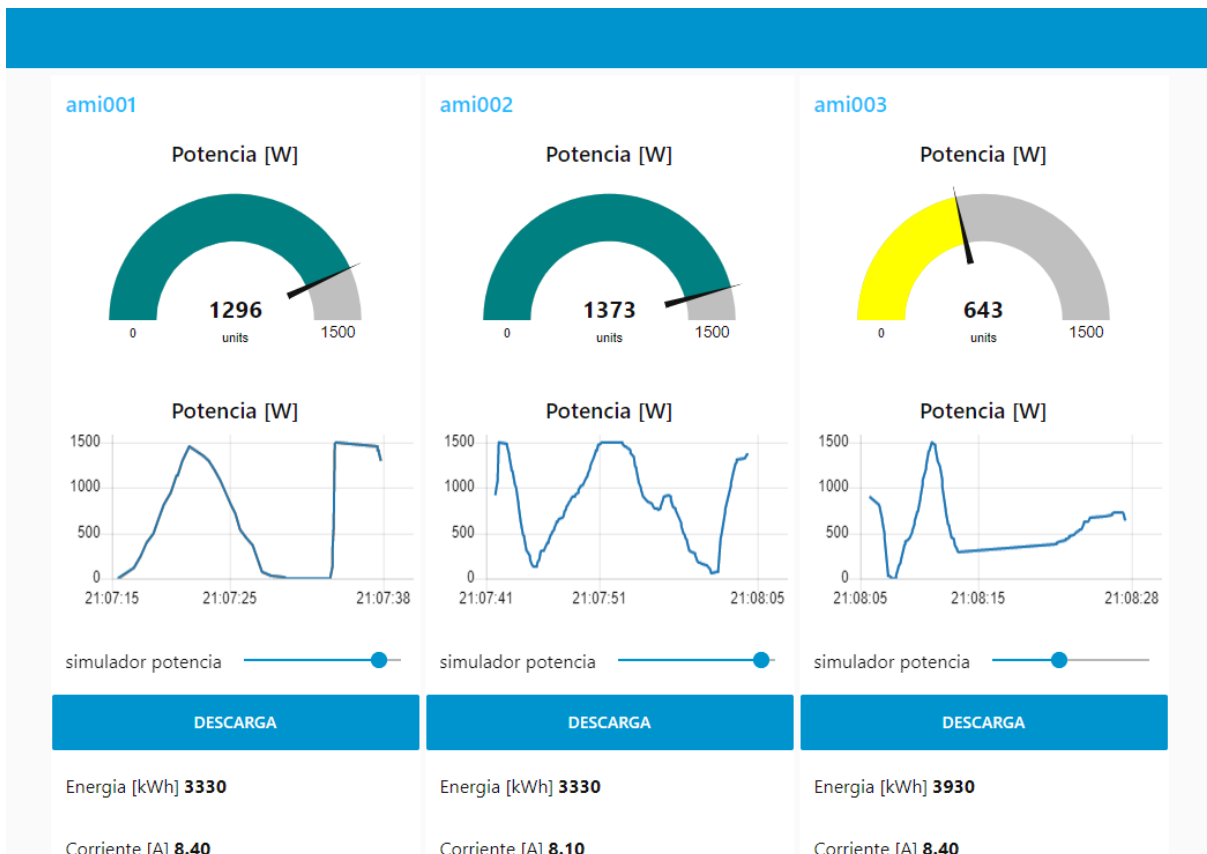 ami001
Potencia [W]
1296
0
units
1500
Potencia [W]
1500
1000
500
0
21:07:15
21:07:25
21:07:38
simulador potencia
DESCARGA
Energia [kWh] 3330
Corriente [A] 8.40
ami002
Potencia [W]
1373
0
units
1500
Potencia [W]
1500
1000
500
0
21:07:41
21:07:51
21:08:05
simulador potencia
DESCARGA
Energia [kWh] 3330
Corriente [A] 8.10
ami003
Potencia [W]
643
0
units
1500
Potencia [W]
1500
1000
500
0
21:08:05
21:08:15
21:08:28
simulador potencia
DESCARGA
Energia [kWh] 3930
Corriente [A] 8.40